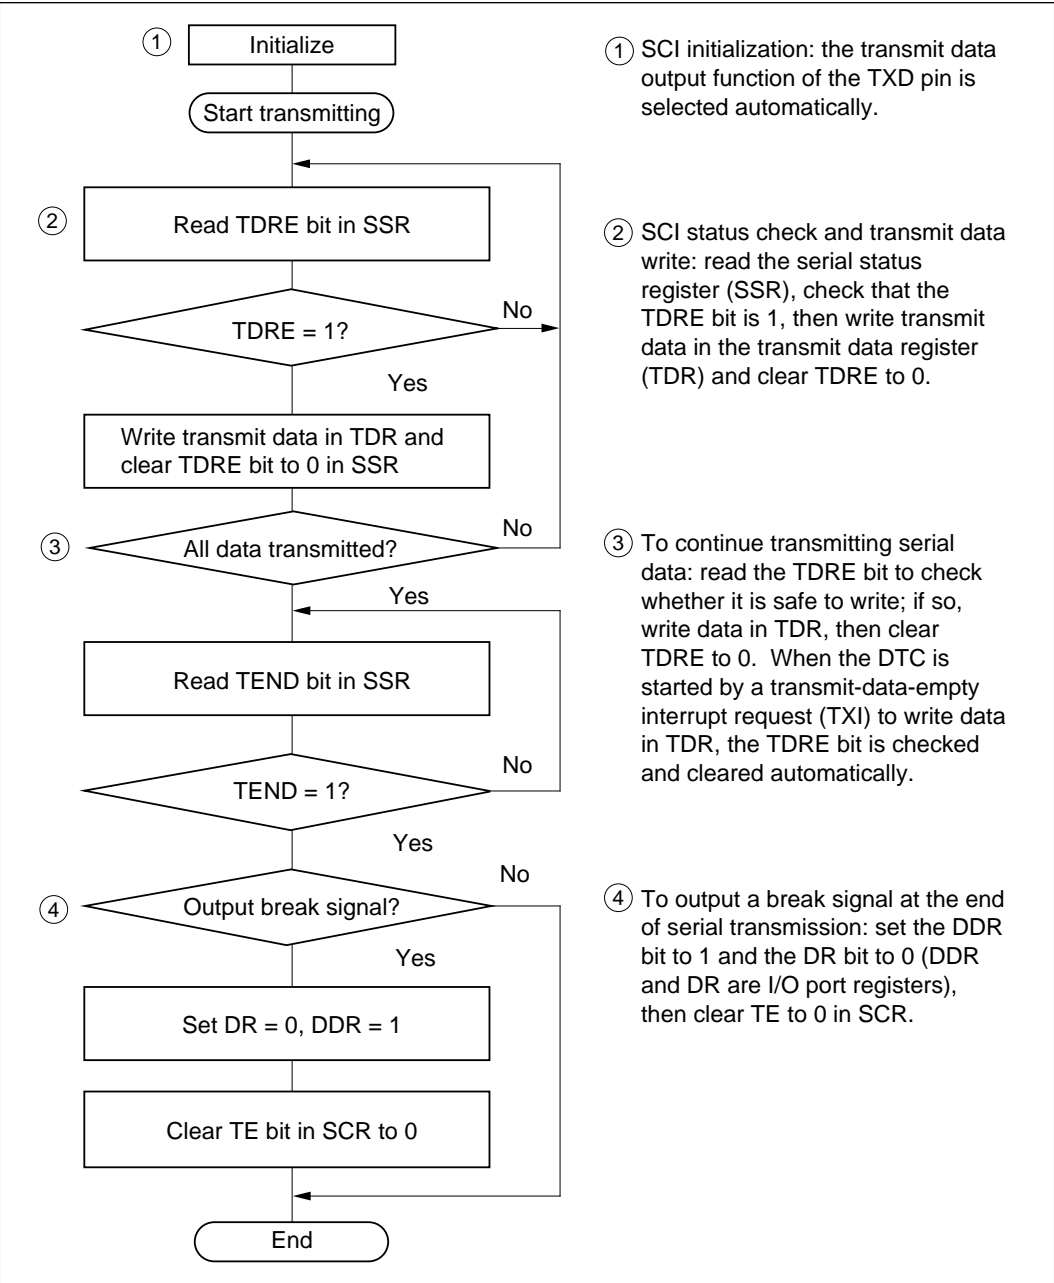 ① Initialize
Start transmitting
② Read TDRE bit in SSR
TDRE = 1?
No
Yes
Write transmit data in TDR and
clear TDRE bit to 0 in SSR
③ All data transmitted?
No
Yes
Read TEND bit in SSR
TEND = 1?
No
Yes
④ Output break signal?
No
Yes
Set DR = 0, DDR = 1
Clear TE bit in SCR to 0
End
① SCI initialization: the transmit data
output function of the TXD pin is
selected automatically.
② SCI status check and transmit data
write: read the serial status
register (SSR), check that the
TDRE bit is 1, then write transmit
data in the transmit data register
(TDR) and clear TDRE to 0.
③ To continue transmitting serial
data: read the TDRE bit to check
whether it is safe to write; if so,
write data in TDR, then clear
TDRE to 0.  When the DTC is
started by a transmit-data-empty
interrupt request (TXI) to write data
in TDR, the TDRE bit is checked
and cleared automatically.
④ To output a break signal at the end
of serial transmission: set the DDR
bit to 1 and the DR bit to 0 (DDR
and DR are I/O port registers),
then clear TE to 0 in SCR.